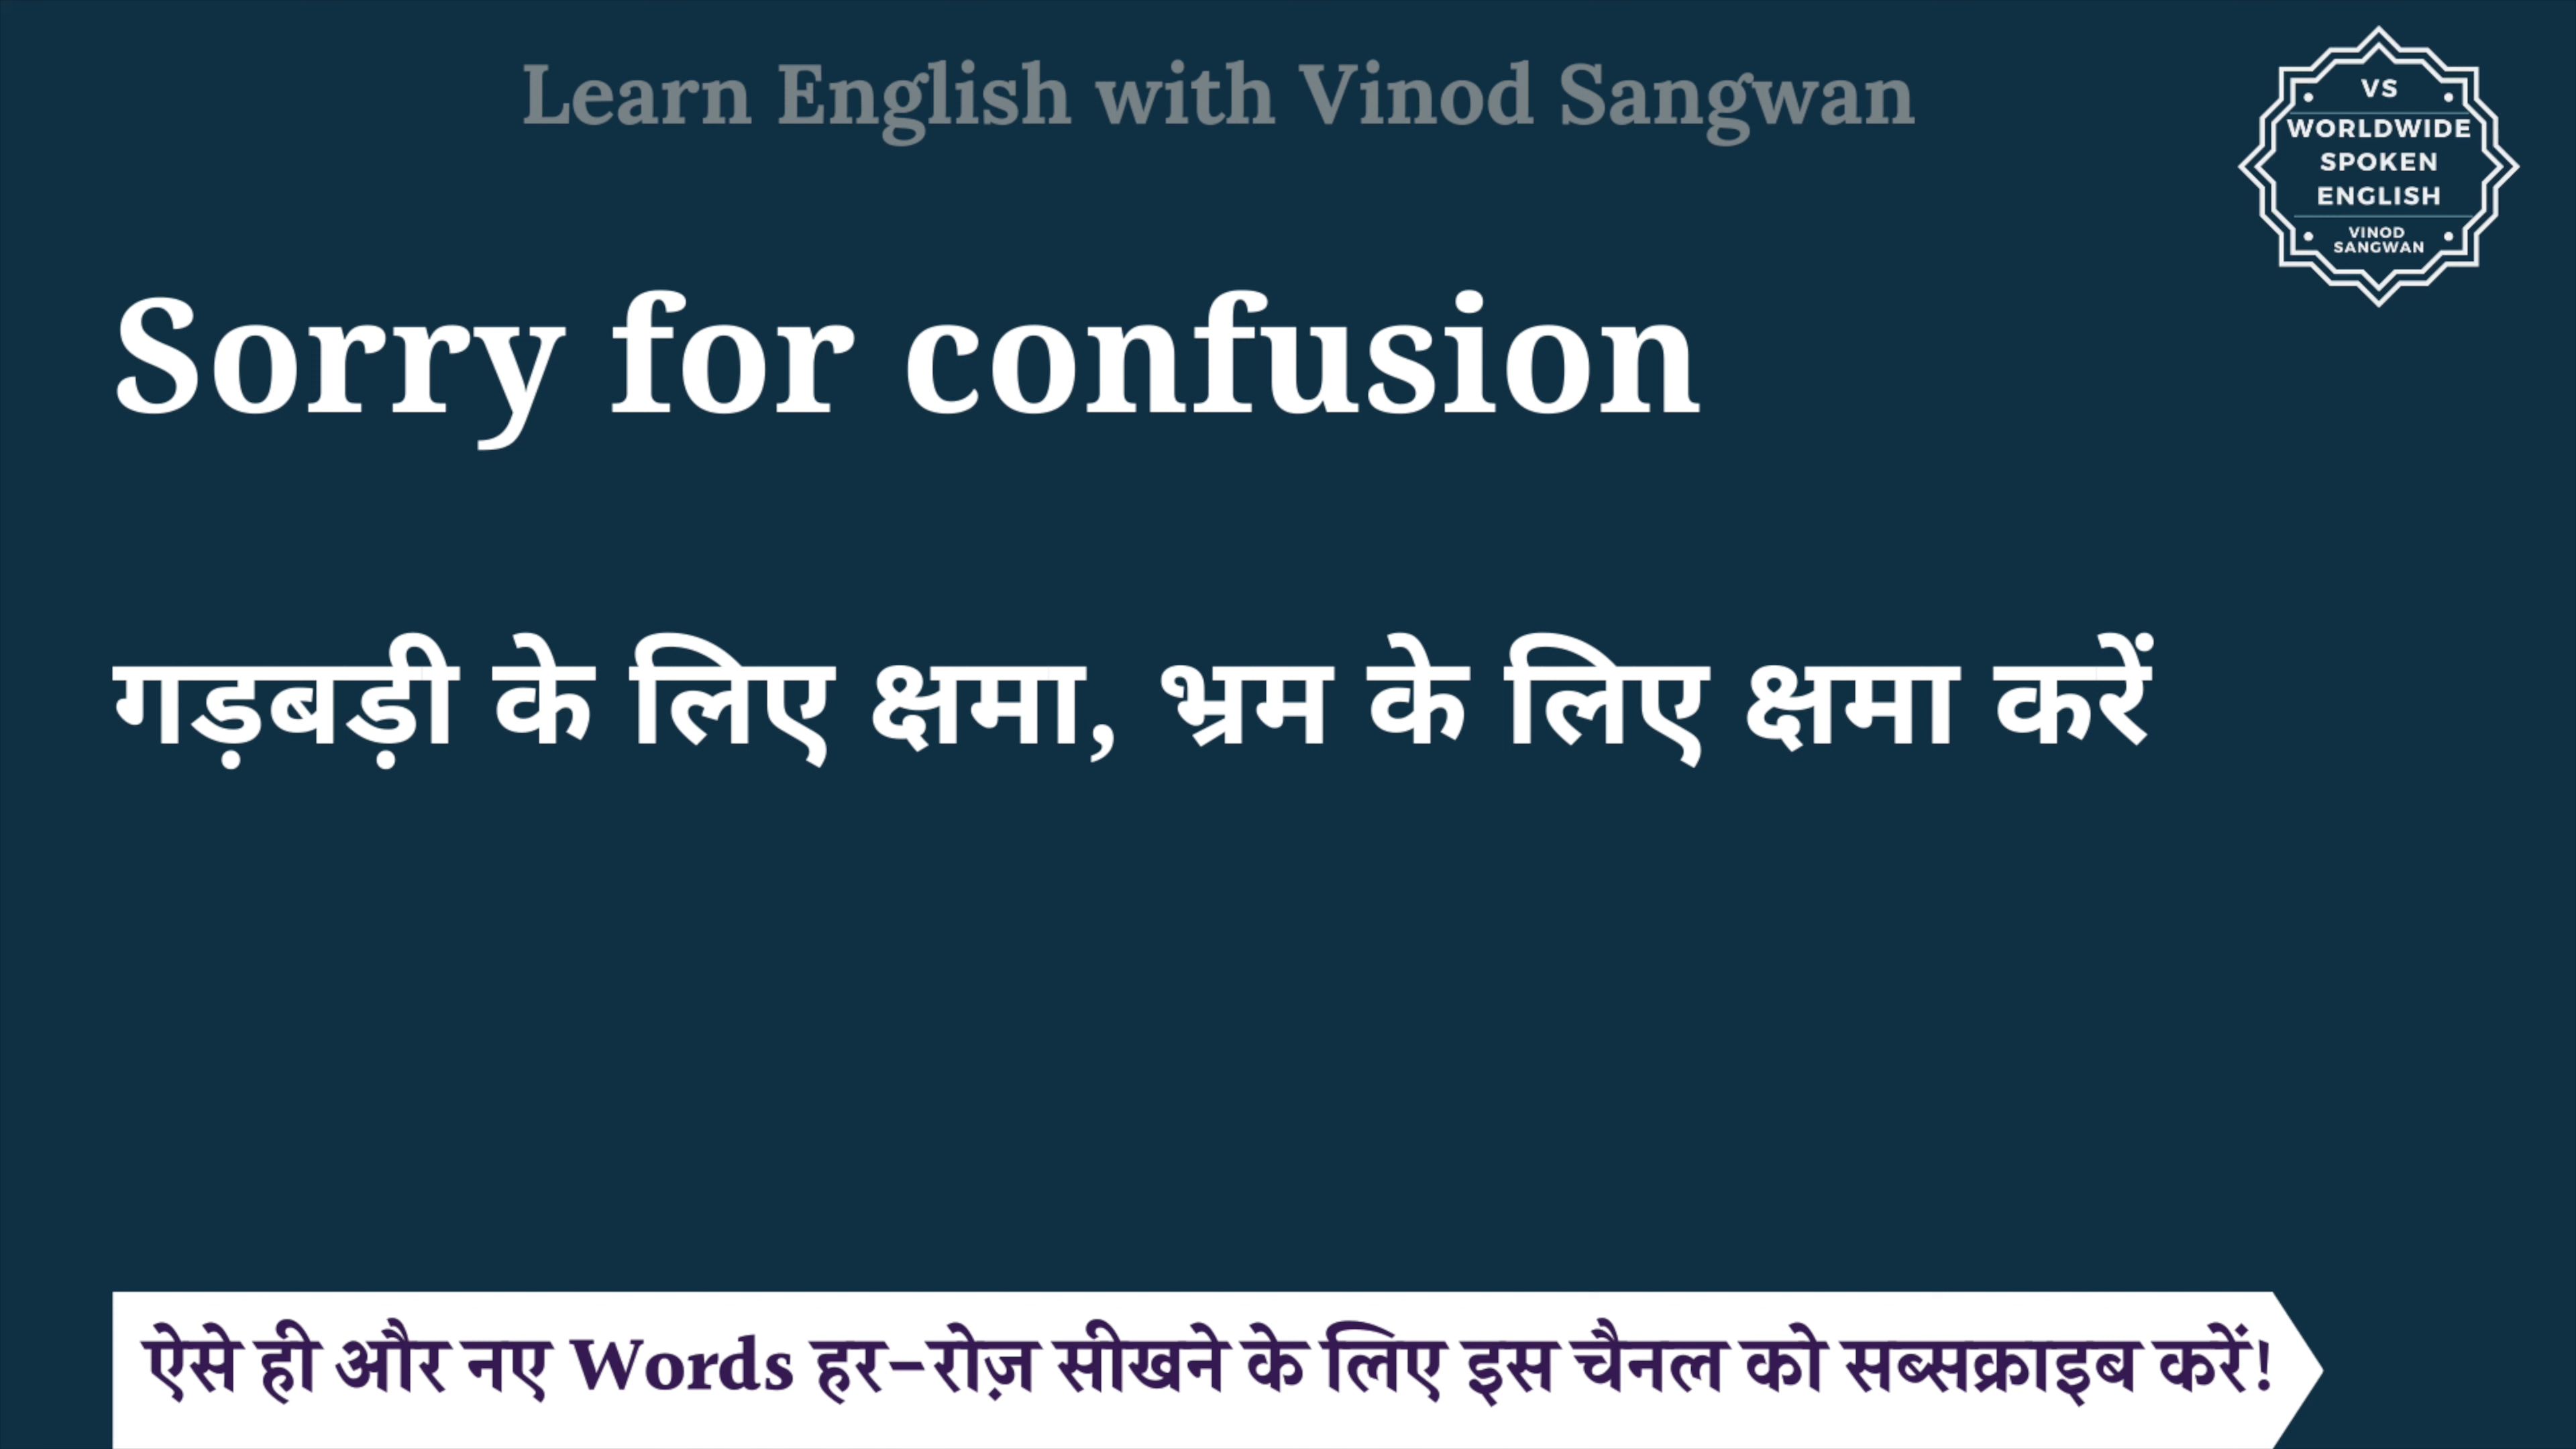 Learn English with Vinod Sangwan
VS
WORLDWIDE
SPOKEN
ENGLISH
VINOD
SANGWAN
Sorry for confusion
गड़बड़ी के लिए क्षमा, भ्रम के लिए क्षमा करें
ऐसे ही और नए Words हर-रोज़ सीखने के लिए इस चैनल को सब्सक्राइब करें!